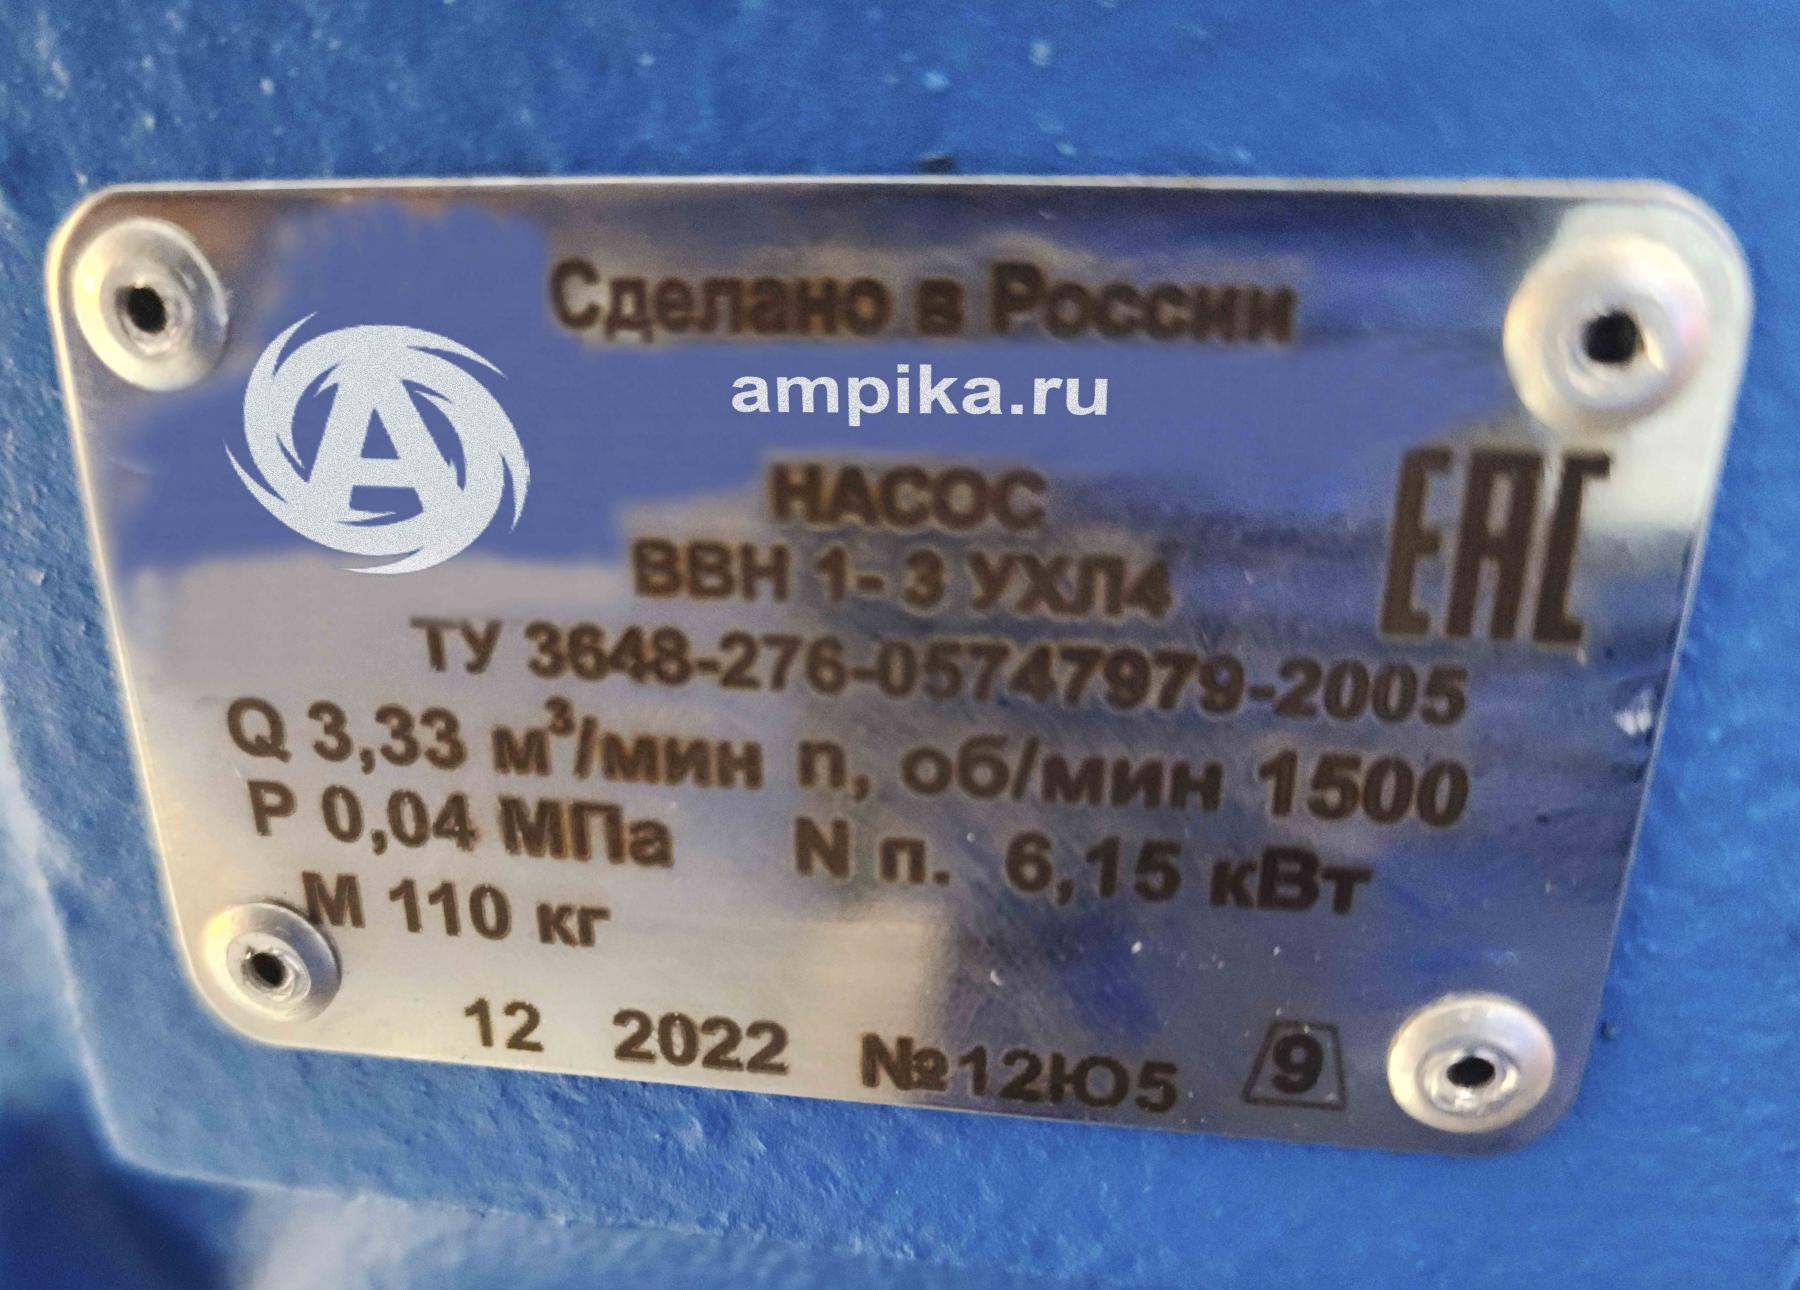 Сделано в России
ampika.ru
НАСОС
ВВН 1-3 УХЛ4
ЕАС
ТУ 3648-276-05747979-2005
Q 3,33 м³/мин n, об/мин 1500
Р 0,04 МПа N п. 6,15 кВт
М 110 кг
12 2022 №12Ю5 9